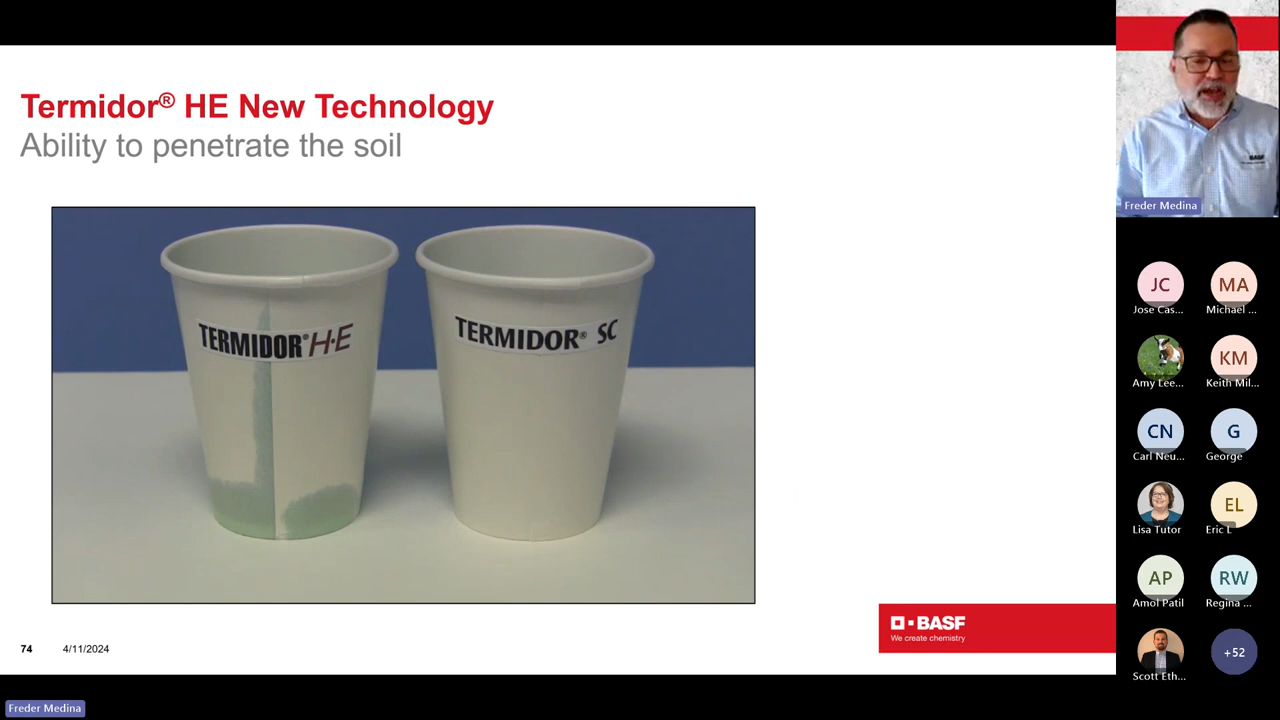 Termidor® HE New Technology
Ability to penetrate the soil
TERMIDOR® H·E
TERMIDOR® SC
BASF
We create chemistry
74 4/11/2024
BASF
Freder Medina
JC
MA
Jose Cas...
Michael ...
KM
Amy Lee...
Keith Mil...
CN
G
Carl Neu...
George
EL
Lisa Tutor
Eric L
AP
RW
Amol Patil
Regina ...
+52
Scott Eth...
Freder Medina